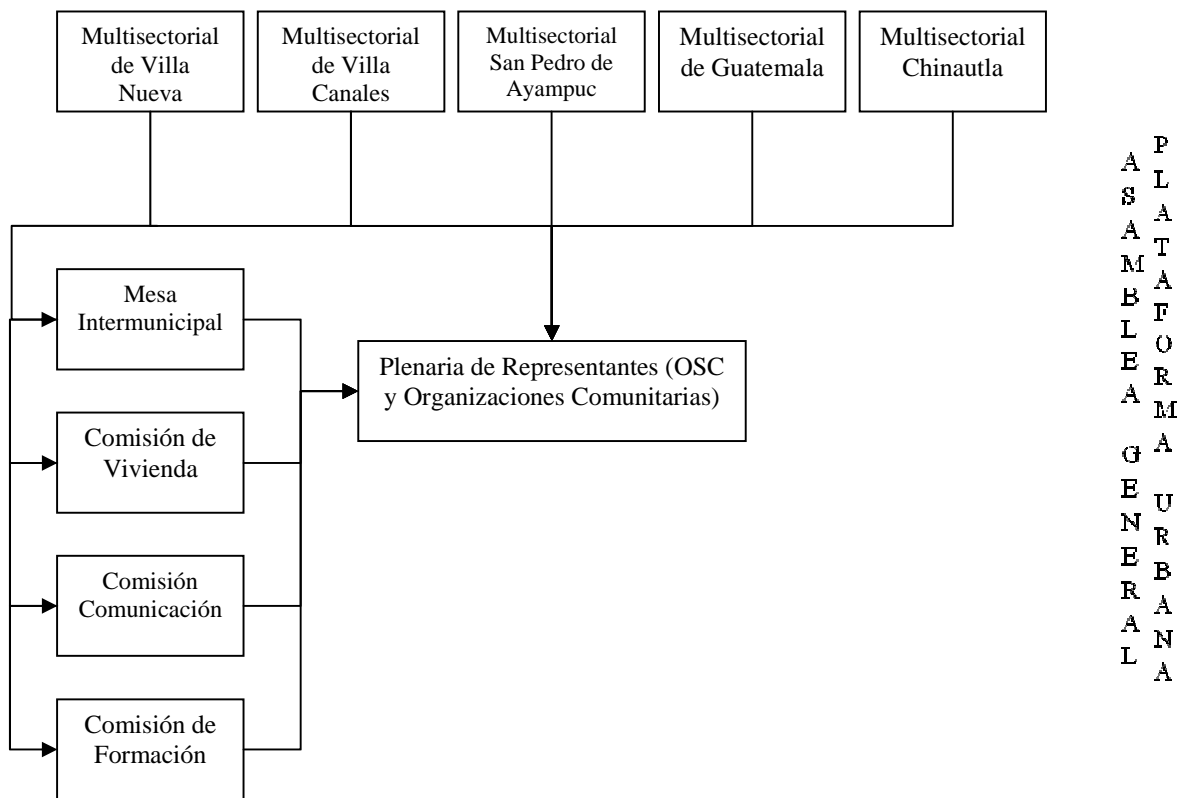 Multisectorial
de Villa
Nueva
Multisectorial
de Villa
Canales
Multisectorial
San Pedro de
Ayampuc
Multisectorial
de Guatemala
Multisectorial
Chinautla
Mesa
Intermunicipal
Plenaria de Representantes (OSC
y Organizaciones Comunitarias)
Comisión de
Vivienda
Comisión
Comunicación
Comisión de
Formación
ASAMBLEA GENERAL
PLATAFORMA URBANA